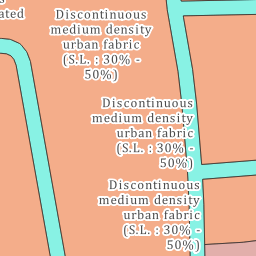 ated
Discontinuous
medium density
urban fabric
(S.L. : 30% -
50%)
Discontinuous
medium density
urban fabric
(S.L. : 30% -
50%)
Discontinuous
medium density
urban fabric
(S.L. : 30% -
50%)